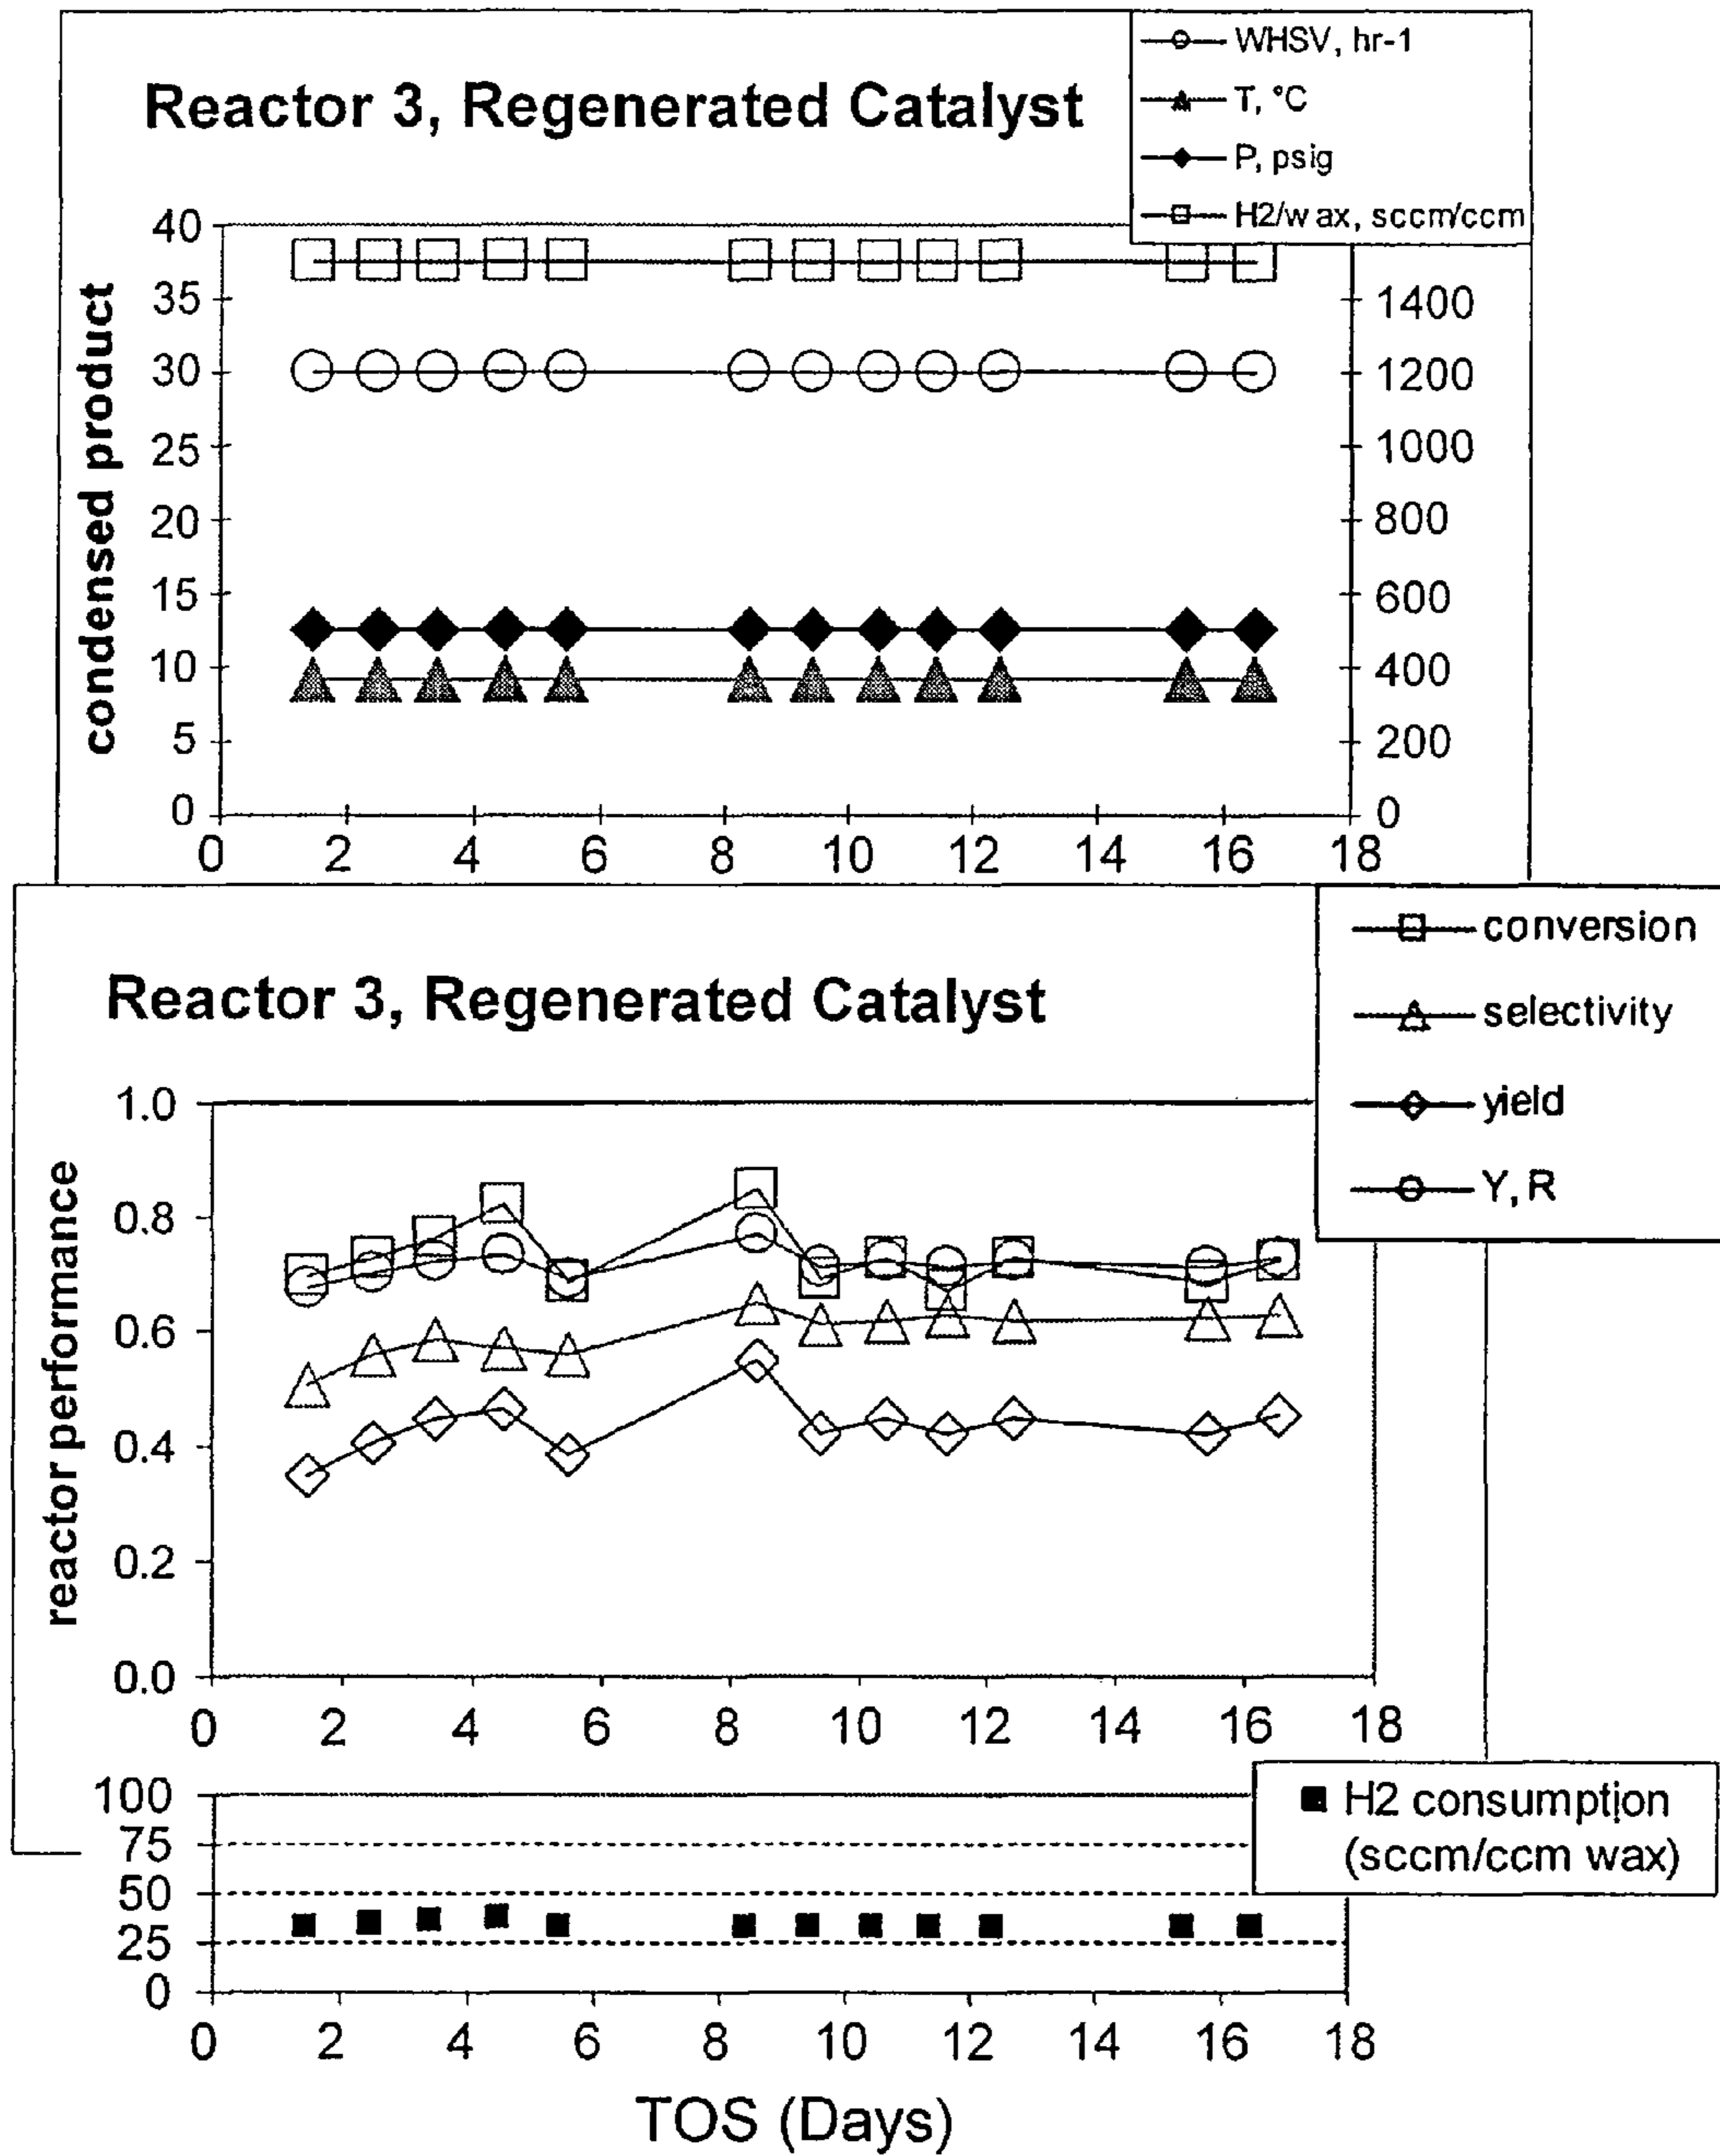 WHSV, hr-1
T, °C
P, psig
H2/wax, sccm/ccm
Reactor 3, Regenerated Catalyst
condensed product
40
35
30
25
20
15
10
5
0
1400
1200
1000
800
600
400
200
0
0 2 4 6 8 10 12 14 16 18
conversion
selectivity
yield
Y, R
Reactor 3, Regenerated Catalyst
reactor performance
1.0
0.8
0.6
0.4
0.2
0.0
0 2 4 6 8 10 12 14 16 18
H2 consumption
(sccm/ccm wax)
100
75
50
25
0
0 2 4 6 8 10 12 14 16 18
TOS (Days)